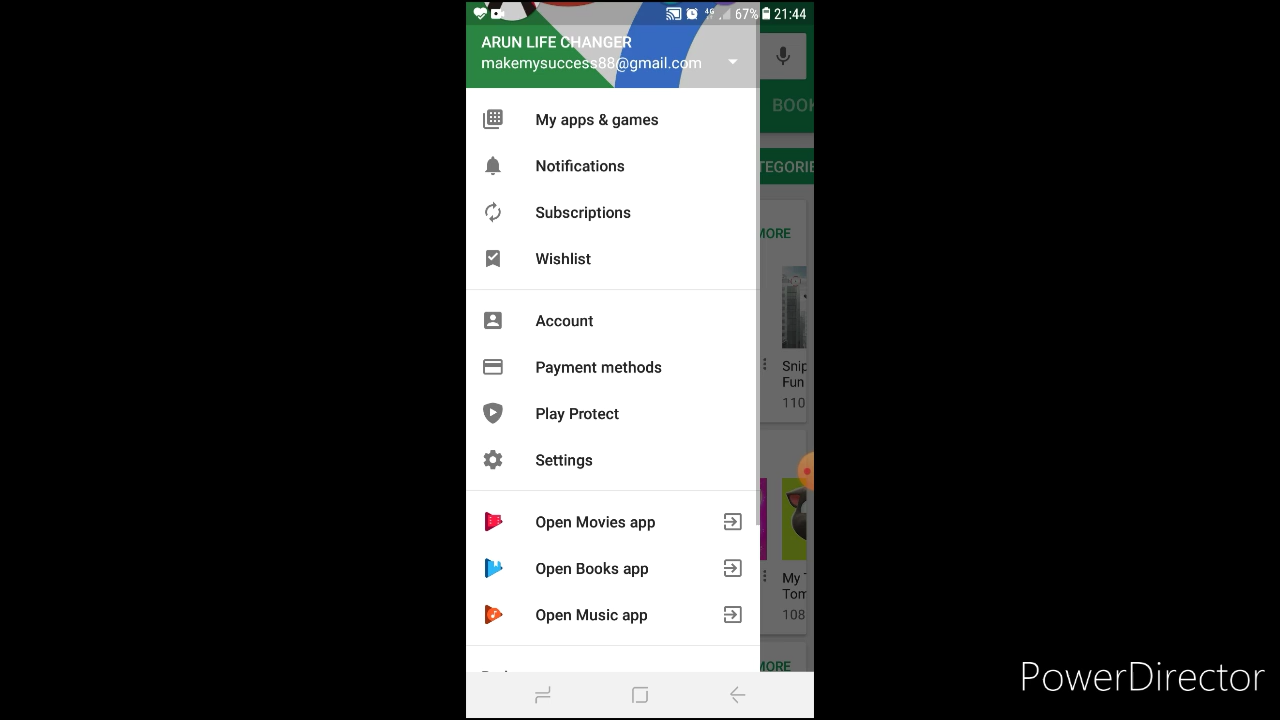 4G 67% 21:44
ARUN LIFE CHANGER
makemysuccess88@gmail.com
My apps & games
Notifications
Subscriptions
Wishlist
Account
Payment methods
Play Protect
Settings
Open Movies app
Open Books app
Open Music app
BOOK
TEGORIE
MORE
Snip
Fun
110
My T
Tom
108
MORE
PowerDirector